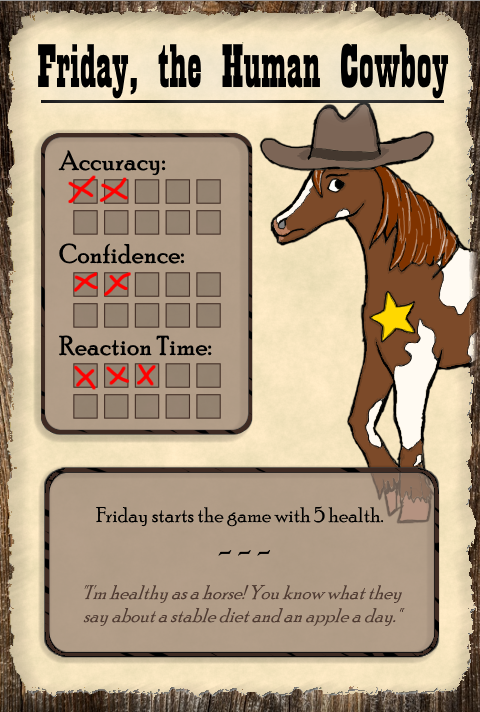 Friday, the Human Cowboy
Accuracy:
Confidence:
Reaction Time:
Friday starts the game with 5 health.
~ ~ ~
"I'm healthy as a horse! You know what they
say about a stable diet and an apple a day."